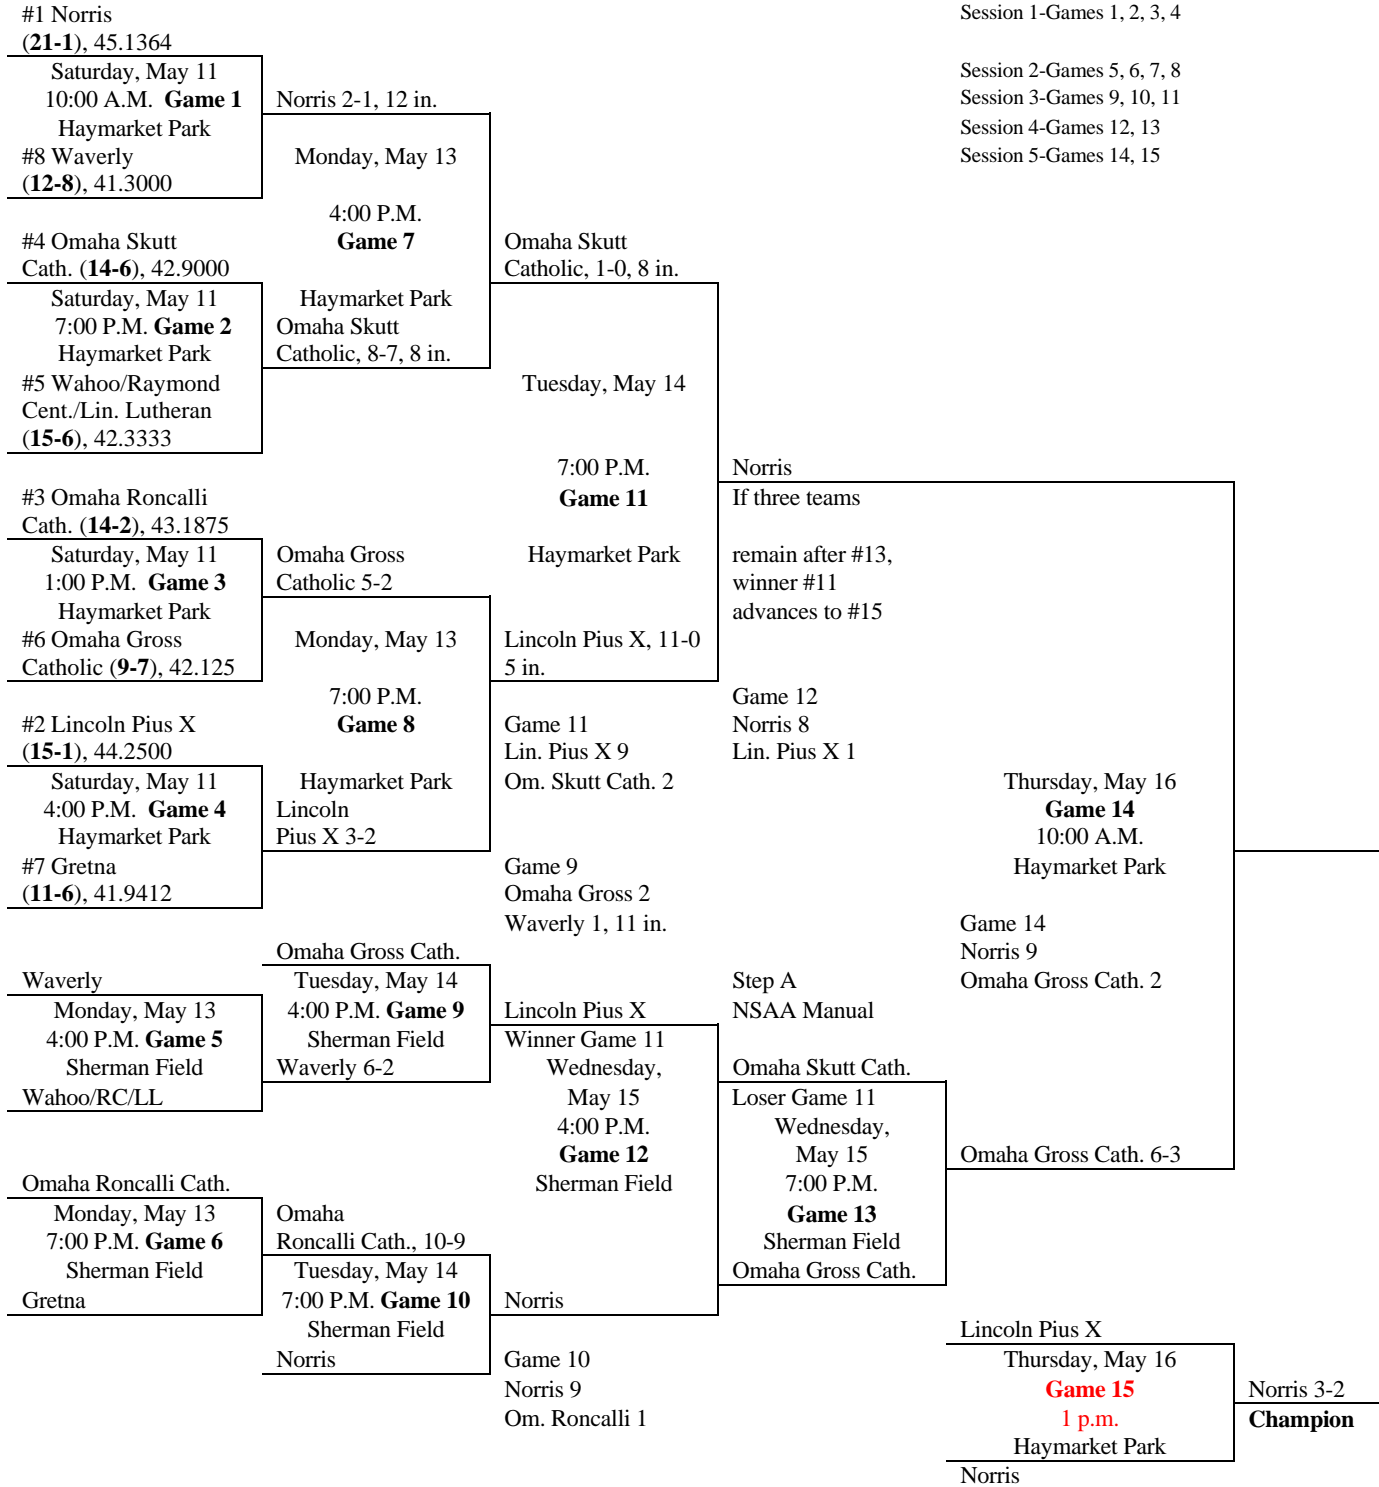 #1 Norris
(21-1), 45.1364
Saturday, May 11
10:00 A.M. Game 1
Haymarket Park
#8 Waverly
(12-8), 41.3000
#4 Omaha Skutt
Cath. (14-6), 42.9000
Saturday, May 11
7:00 P.M. Game 2
Haymarket Park
#5 Wahoo/Raymond
Cent./Lin. Lutheran
(15-6), 42.3333
#3 Omaha Roncalli
Cath. (14-2), 43.1875
Saturday, May 11
1:00 P.M. Game 3
Haymarket Park
#6 Omaha Gross
Catholic (9-7), 42.125
#2 Lincoln Pius X
(15-1), 44.2500
Saturday, May 11
4:00 P.M. Game 4
Haymarket Park
#7 Gretna
(11-6), 41.9412
Waverly
Monday, May 13
4:00 P.M. Game 5
Sherman Field
Wahoo/RC/LL
Omaha Roncalli Cath.
Monday, May 13
7:00 P.M. Game 6
Sherman Field
Gretna
Norris 2-1, 12 in.
Monday, May 13
4:00 P.M.
Game 7
Haymarket Park
Omaha Skutt
Catholic, 8-7, 8 in.
Omaha Gross
Catholic 5-2
Monday, May 13
7:00 P.M.
Game 8
Haymarket Park
Lincoln
Pius X 3-2
Omaha Gross Cath.
Tuesday, May 14
4:00 P.M. Game 9
Sherman Field
Waverly 6-2
Omaha
Roncalli Cath., 10-9
Tuesday, May 14
7:00 P.M. Game 10
Sherman Field
Norris
Omaha Skutt
Catholic, 1-0, 8 in.
Tuesday, May 14
7:00 P.M.
Game 11
Haymarket Park
Lincoln Pius X, 11-0
5 in.
Game 11
Lin. Pius X 9
Om. Skutt Cath. 2
Game 9
Omaha Gross 2
Waverly 1, 11 in.
Lincoln Pius X
Winner Game 11
Wednesday,
May 15
4:00 P.M.
Game 12
Sherman Field
Norris
Game 10
Norris 9
Om. Roncalli 1
Norris
If three teams
remain after #13,
winner #11
advances to #15
Game 12
Norris 8
Lin. Pius X 1
Step A
NSAA Manual
Omaha Skutt Cath.
Loser Game 11
Wednesday,
May 15
7:00 P.M.
Game 13
Sherman Field
Omaha Gross Cath.
Session 1-Games 1, 2, 3, 4
Session 2-Games 5, 6, 7, 8
Session 3-Games 9, 10, 11
Session 4-Games 12, 13
Session 5-Games 14, 15
Thursday, May 16
Game 14
10:00 A.M.
Haymarket Park
Game 14
Norris 9
Omaha Gross Cath. 2
Omaha Gross Cath. 6-3
Lincoln Pius X
Thursday, May 16
Game 15
1 p.m.
Haymarket Park
Norris
Norris 3-2
Champion